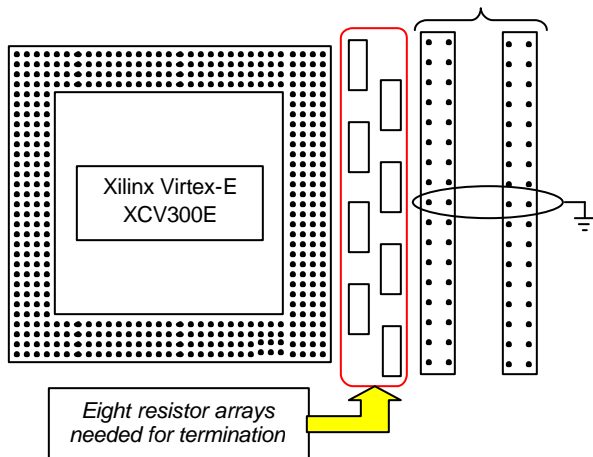 Xilinx Virtex-E
XCV300E
Eight resistor arrays
needed for termination